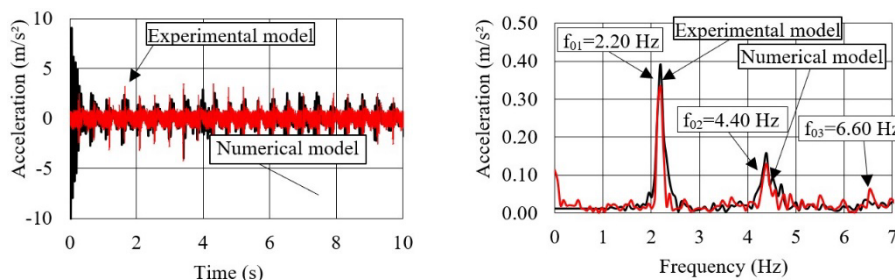 Acceleration (m/s²)
10
5
0
-5
-10
Experimental model
Numerical model
0
2
4
6
8
10
Time (s)
Acceleration (m/s²)
0.50
0.40
0.30
0.20
0.10
0.00
f01=2.20 Hz
Experimental model
Numerical model
f02=4.40 Hz
f03=6.60 Hz
0
1
2
3
4
5
6
7
Frequency (Hz)